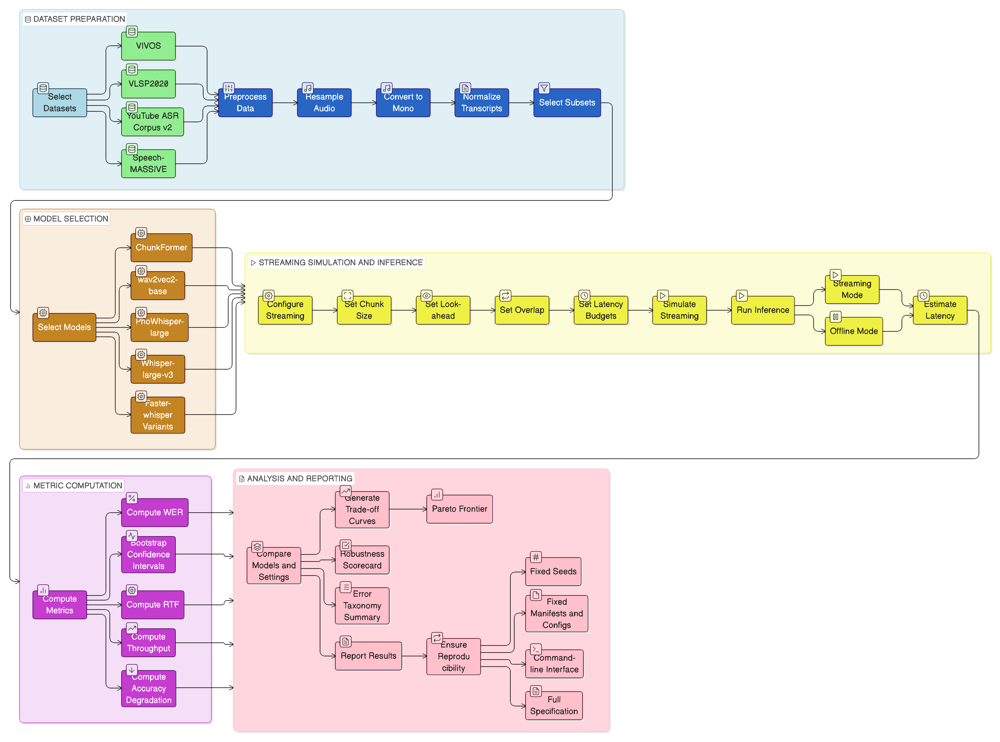 DATASET PREPARATION
VIVOS
VLSP2020
YouTube ASR
Corpus v2
Speech-
MASSIVE
Select
Datasets
Preprocess
Data
Resample
Audio
Convert to
Mono
Normalize
Transcripts
Select Subsets
MODEL SELECTION
ChunkFormer
wav2vec2-
base
PhoWhisper-
large
Whisper-
large-v3
Faster-
whisper
Variants
Select Models
STREAMING SIMULATION AND INFERENCE
Configure
Streaming
Set Chunk
Size
Set Look-
ahead
Set Overlap
Set Latency
Budgets
Simulate
Streaming
Run Inference
Streaming
Mode
Offline Mode
Estimate
Latency
METRIC COMPUTATION
Compute WER
Bootstrap
Confidence
Intervals
Compute RTF
Compute
Throughput
Compute
Accuracy
Degradation
Compute
Metrics
ANALYSIS AND REPORTING
Generate
Trade-off
Curves
Pareto Frontier
Compare
Models and
Settings
Robustness
Scorecard
Error
Taxonomy
Summary
Report Results
Ensure
Reprodu
cibility
Fixed Seeds
Fixed
Manifests and
Configs
Command-
line Interface
Full
Specification